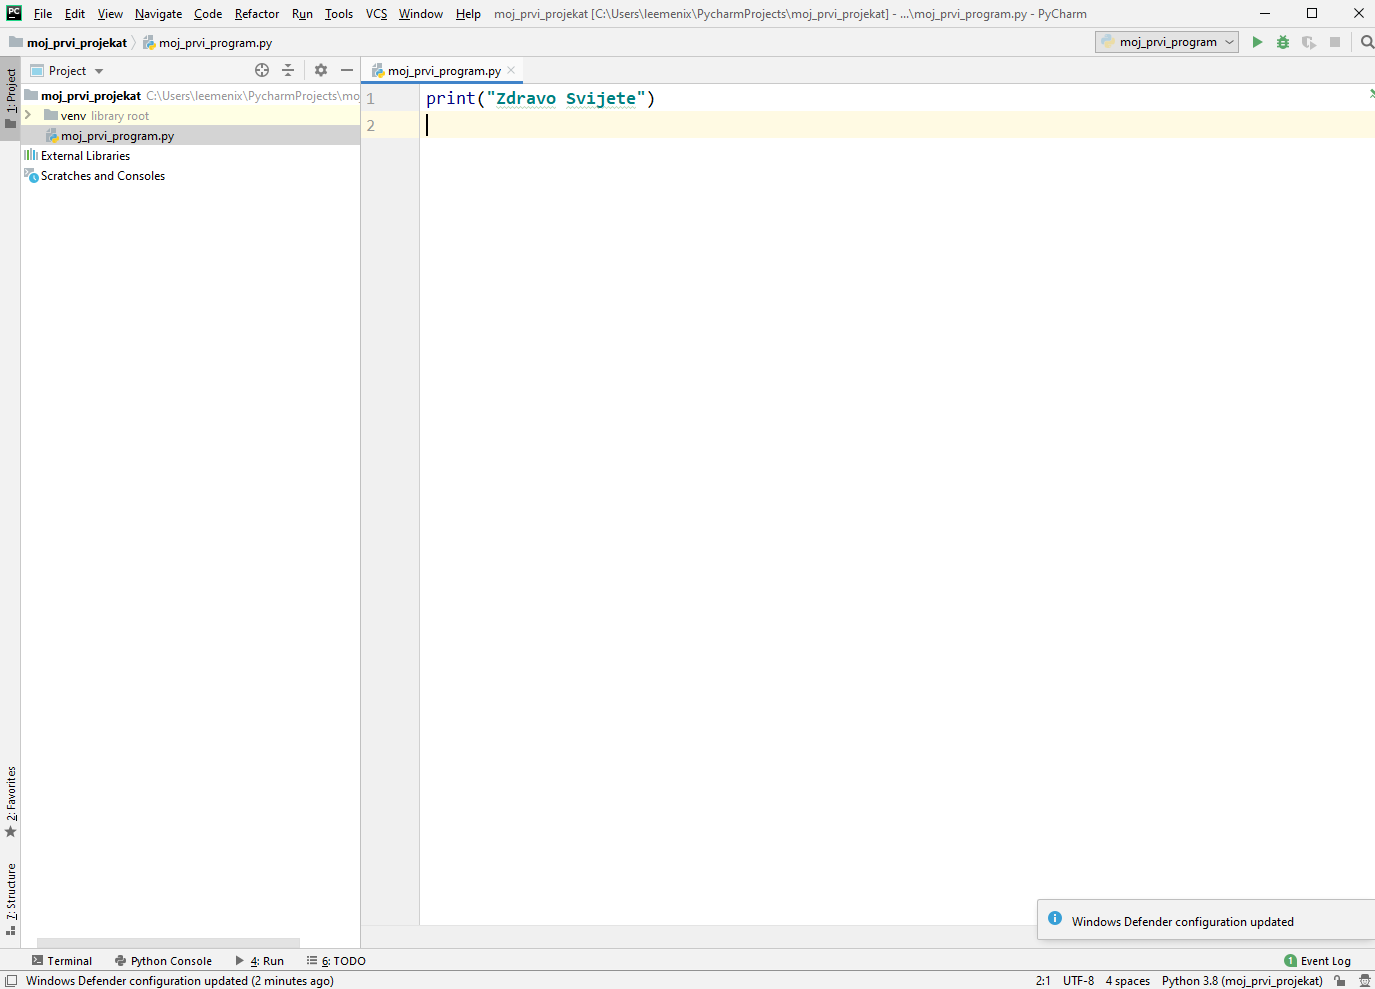 PC File Edit View Navigate Code Refactor Run Tools VCS Window Help moj_prvi_projekat [C:\Users\leemenix\PycharmProjects\moj_prvi_projekat] - ...\moj_prvi_program.py - PyCharm
moj_prvi_projekat moj_prvi_program.py moj_prvi_program
1: Project
Project
moj_prvi_program.py
moj_prvi_projekat C:\Users\leemenix\PycharmProjects\mo
venv library root
moj_prvi_program.py
External Libraries
Scratches and Consoles
1 print("Zdravo Svijete")
2
2: Favorites
7: Structure
Windows Defender configuration updated
Terminal Python Console 4: Run 6: TODO 1 Event Log
Windows Defender configuration updated (2 minutes ago) 2:1 UTF-8 4 spaces Python 3.8 (moj_prvi_projekat)